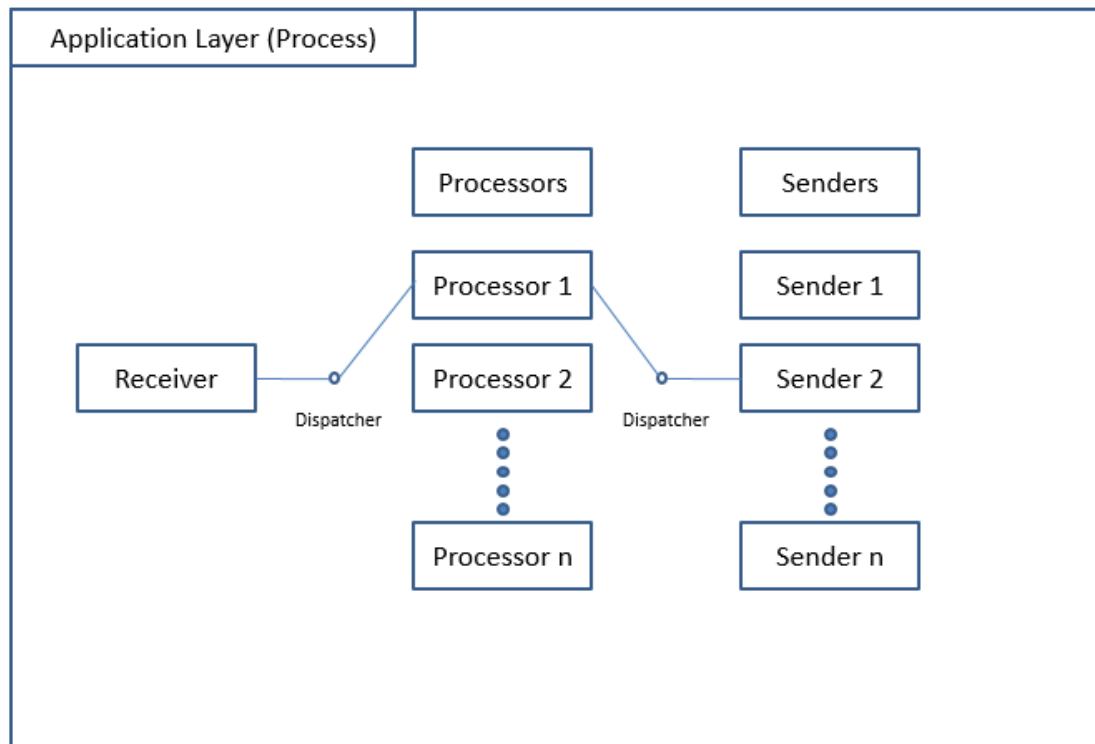 Application Layer (Process)
Processors
Senders
Processor 1
Sender 1
Receiver
Processor 2
Sender 2
Dispatcher
Dispatcher
Processor n
Sender n